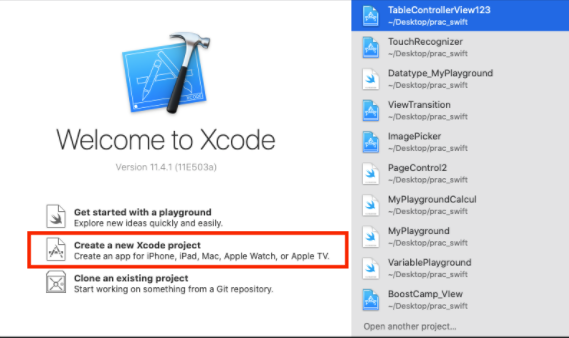 Welcome to Xcode
Version 11.4.1 (11E503a)
Get started with a playground
Explore new ideas quickly and easily.
Create a new Xcode project
Create an app for iPhone, iPad, Mac, Apple Watch, or Apple TV.
Clone an existing project
Start working on something from a Git repository.
TableControllerView123
~/Desktop/prac_swift
TouchRecognizer
~/Desktop/prac_swift
Datatype_MyPlayground
~/Desktop/prac_swift
ViewTransition
~/Desktop/prac_swift
ImagePicker
~/Desktop/prac_swift
PageControl2
~/Desktop/prac_swift
MyPlaygroundCalcul
~/Desktop/prac_swift
MyPlayground
~/Desktop/prac_swift
VariablePlayground
~/Desktop/prac_swift
BoostCamp_VIew
~/Desktop/prac_swift
Open another project...